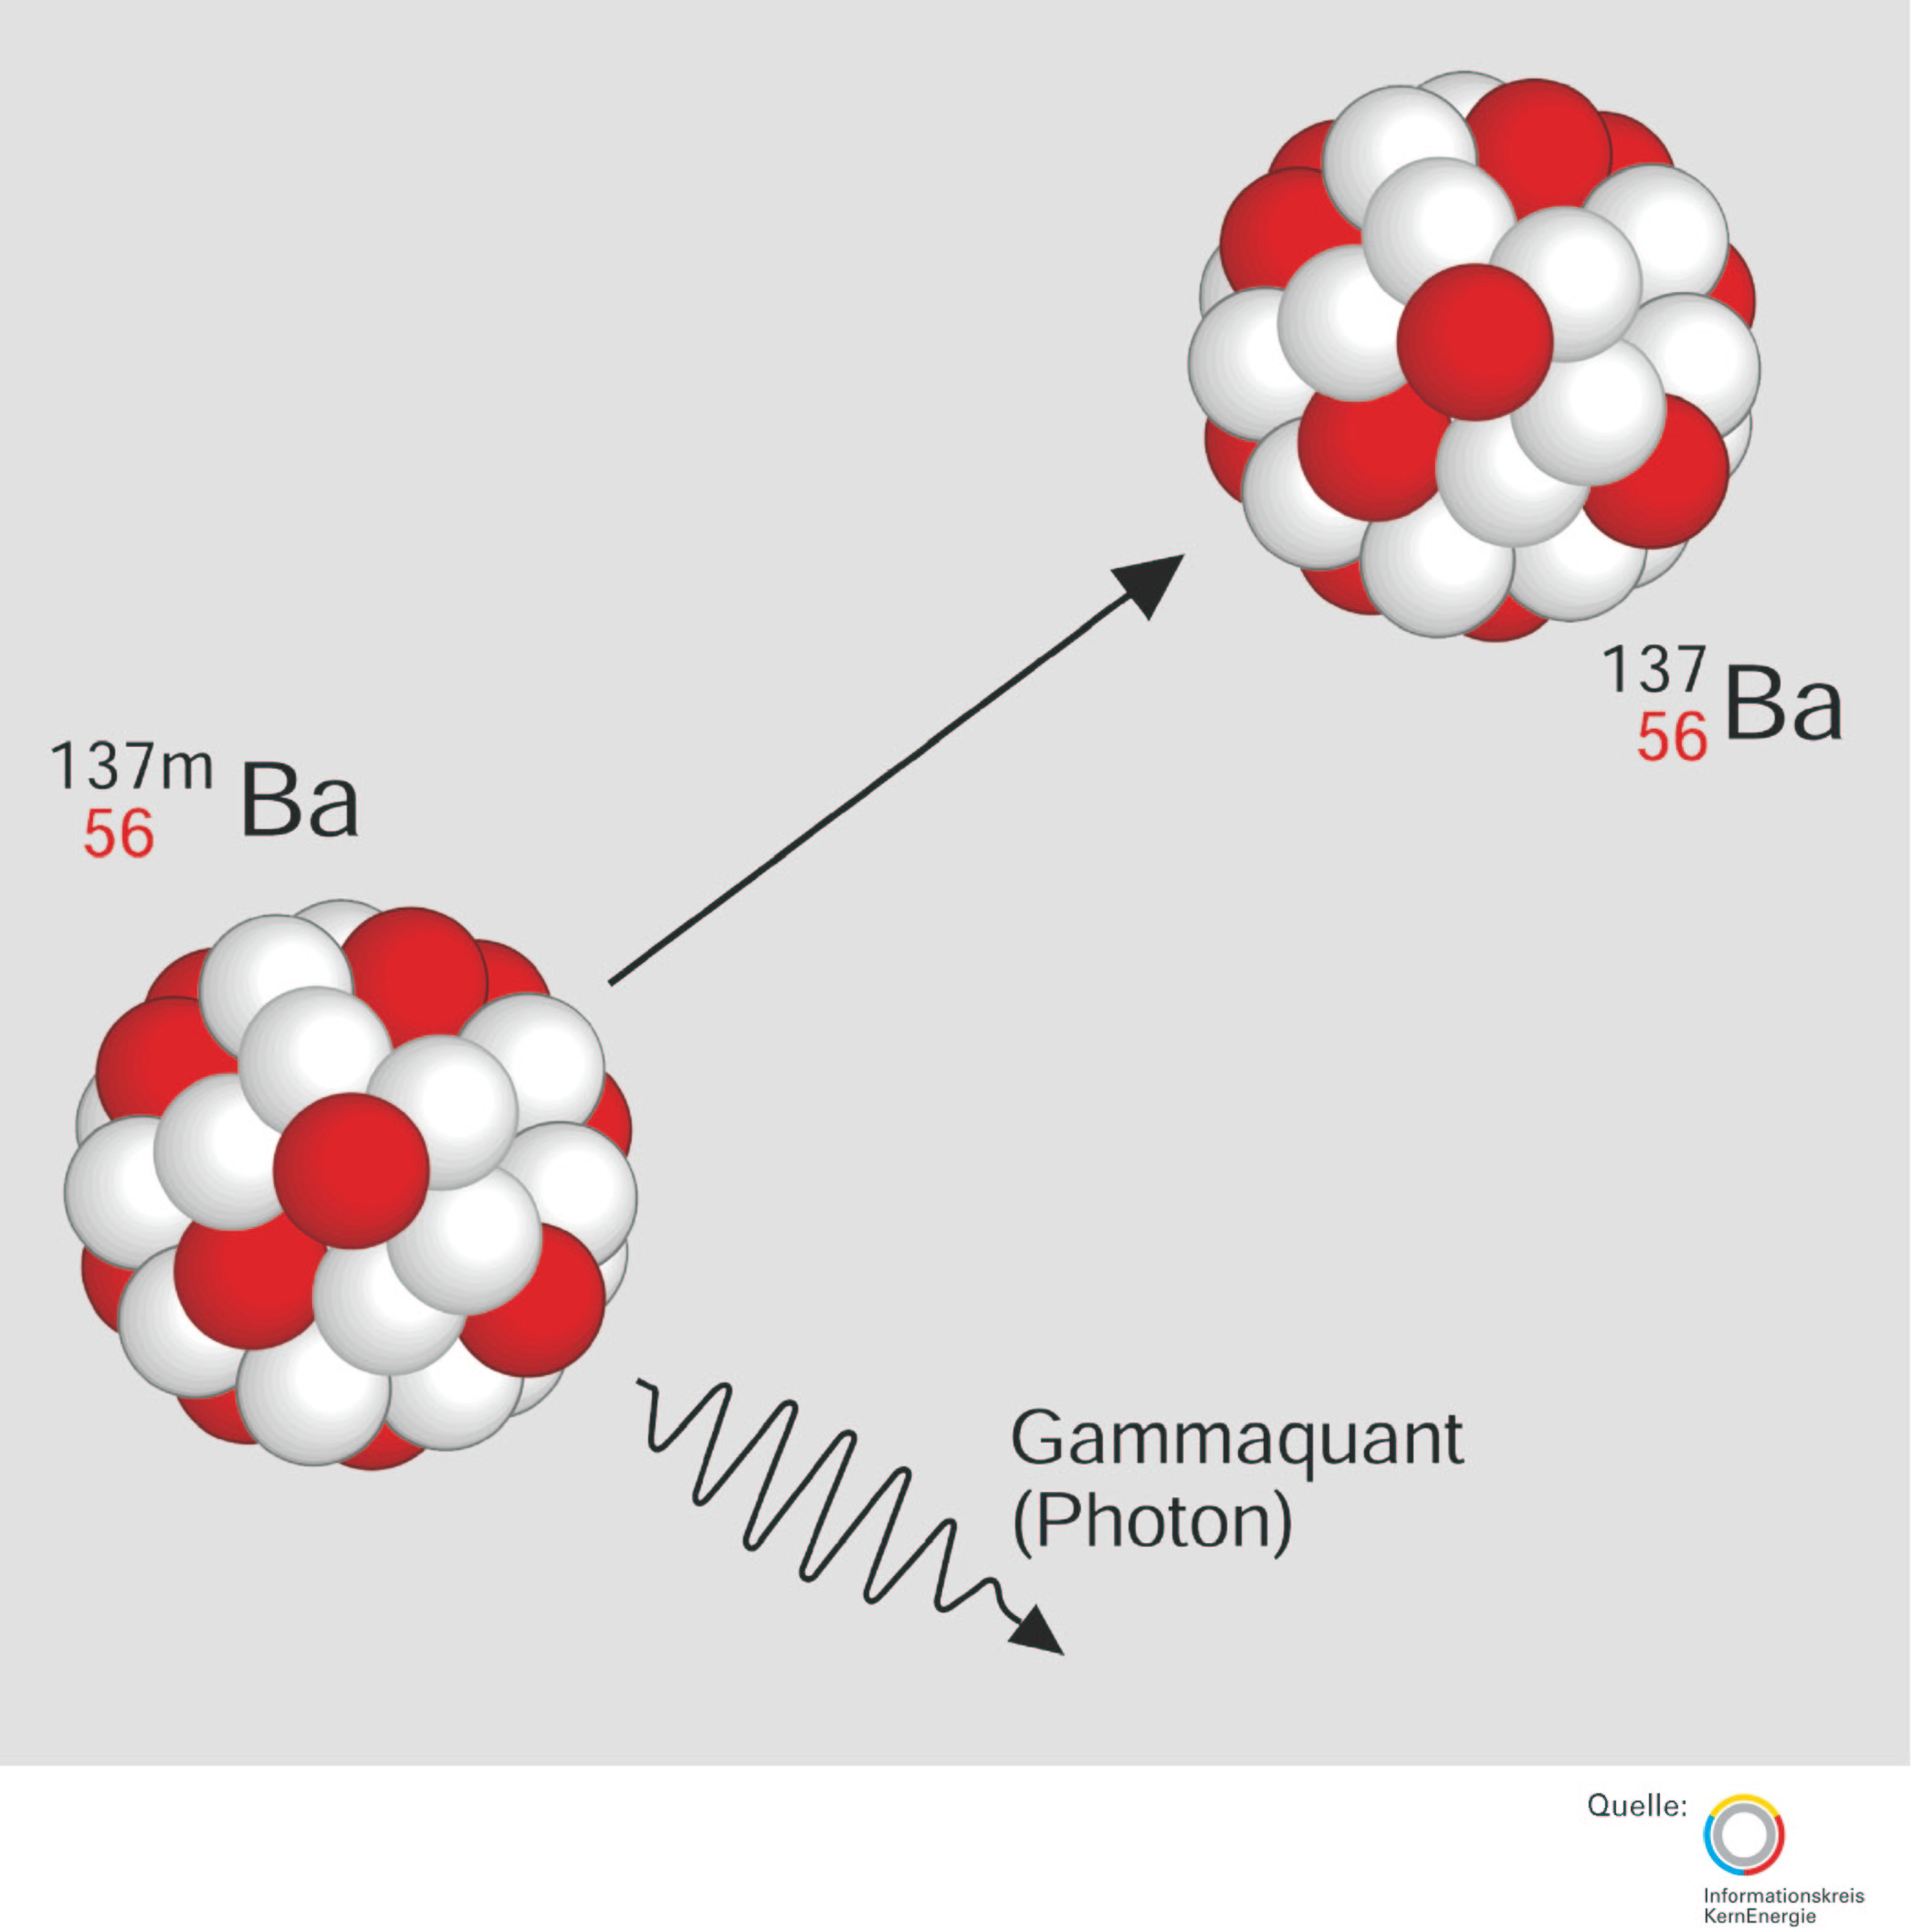 137
56 Ba
137m
56 Ba
Gammaquant
(Photon)
Quelle:
Informationskreis
KernEnergie